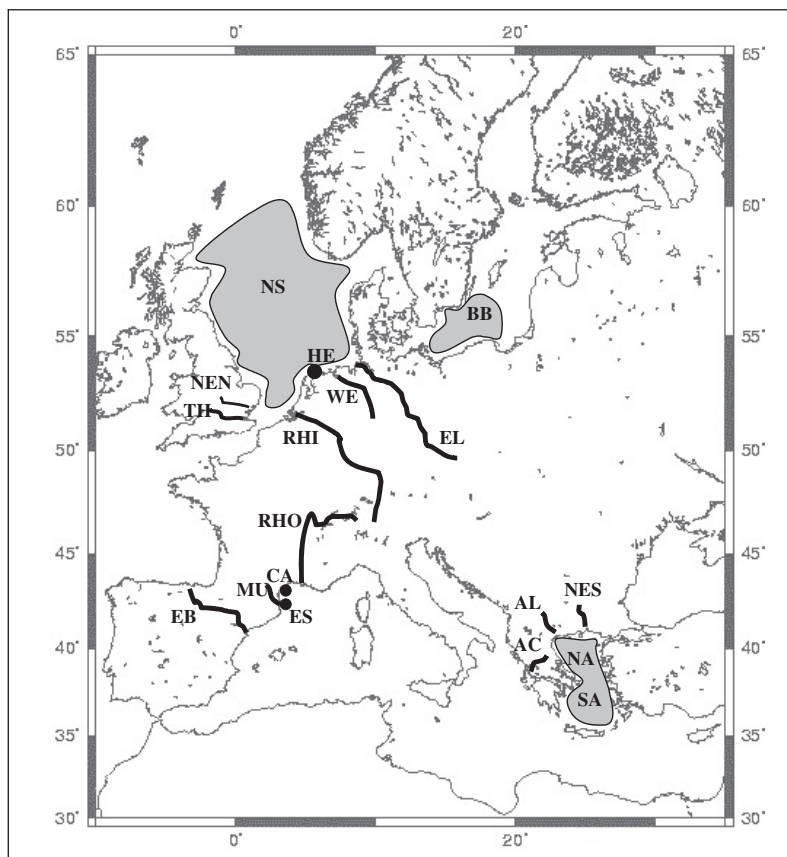 0˚ 20˚
65˚ 65˚
60˚ 60˚
NS
BB
55˚ 55˚
HE
NEN WE
TH
RHI EL
50˚ 50˚
RHO
45˚ 45˚
CA
MU
AL NES
EB ES
AC
40˚ NA 40˚
SA
35˚ 35˚
30˚ 30˚
0˚ 20˚